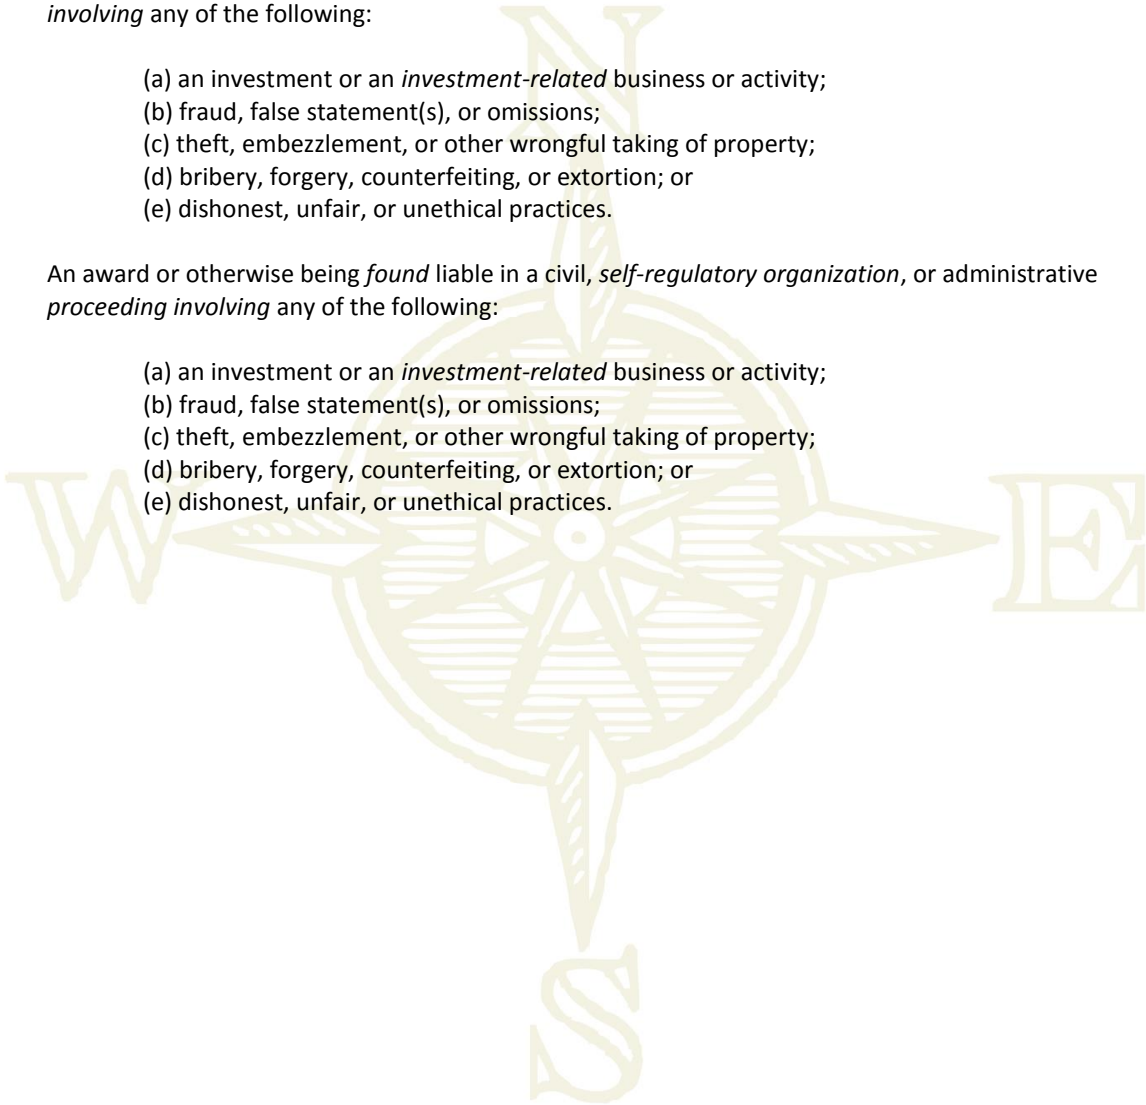 involving any of the following:
(a) an investment or an investment-related business or activity;
(b) fraud, false statement(s), or omissions;
(c) theft, embezzlement, or other wrongful taking of property;
(d) bribery, forgery, counterfeiting, or extortion; or
(e) dishonest, unfair, or unethical practices.
An award or otherwise being found liable in a civil, self-regulatory organization, or administrative
proceeding involving any of the following:
(a) an investment or an investment-related business or activity;
(b) fraud, false statement(s), or omissions;
(c) theft, embezzlement, or other wrongful taking of property;
(d) bribery, forgery, counterfeiting, or extortion; or
(e) dishonest, unfair, or unethical practices.
N
W
E
S